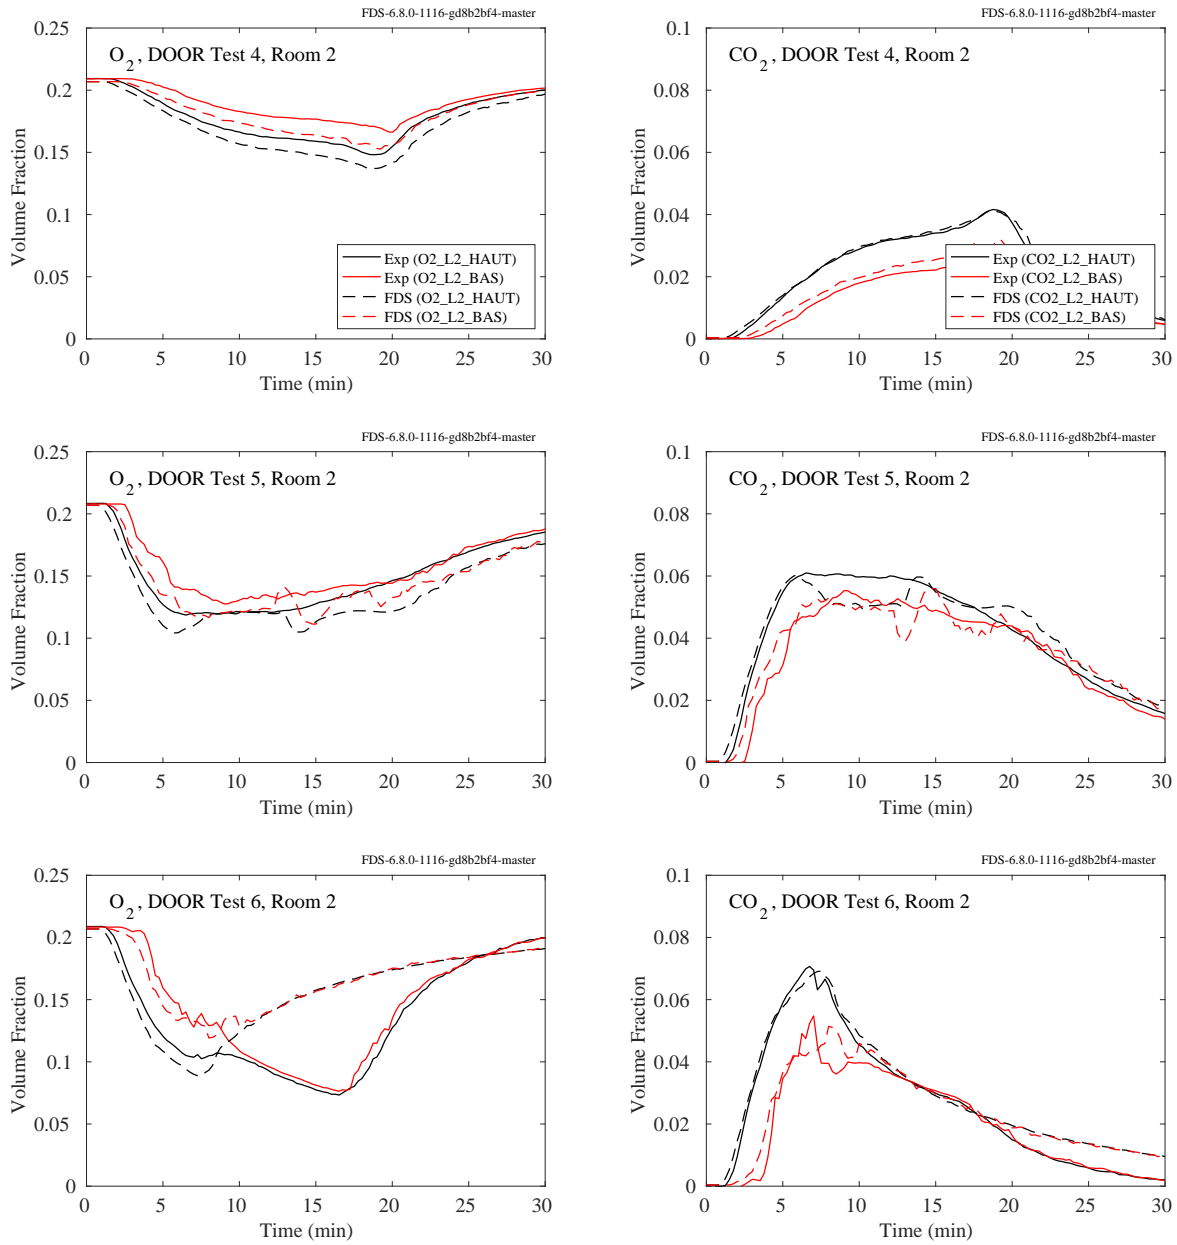 FDS-6.8.0-1116-gd8b2bf4-master
O2, DOOR Test 4, Room 2
0.25
0.2
0.15
0.1
0.05
0
Volume Fraction
Exp (O2_L2_HAUT)
Exp (O2_L2_BAS)
FDS (O2_L2_HAUT)
FDS (O2_L2_BAS)
0 5 10 15 20 25 30
Time (min)
FDS-6.8.0-1116-gd8b2bf4-master
CO2, DOOR Test 4, Room 2
0.1
0.08
0.06
0.04
0.02
0
Volume Fraction
Exp (CO2_L2_HAUT)
Exp (CO2_L2_BAS)
FDS (CO2_L2_HAUT)
FDS (CO2_L2_BAS)
0 5 10 15 20 25 30
Time (min)
FDS-6.8.0-1116-gd8b2bf4-master
O2, DOOR Test 5, Room 2
0.25
0.2
0.15
0.1
0.05
0
Volume Fraction
0 5 10 15 20 25 30
Time (min)
FDS-6.8.0-1116-gd8b2bf4-master
CO2, DOOR Test 5, Room 2
0.1
0.08
0.06
0.04
0.02
0
Volume Fraction
0 5 10 15 20 25 30
Time (min)
FDS-6.8.0-1116-gd8b2bf4-master
O2, DOOR Test 6, Room 2
0.25
0.2
0.15
0.1
0.05
0
Volume Fraction
0 5 10 15 20 25 30
Time (min)
FDS-6.8.0-1116-gd8b2bf4-master
CO2, DOOR Test 6, Room 2
0.1
0.08
0.06
0.04
0.02
0
Volume Fraction
0 5 10 15 20 25 30
Time (min)